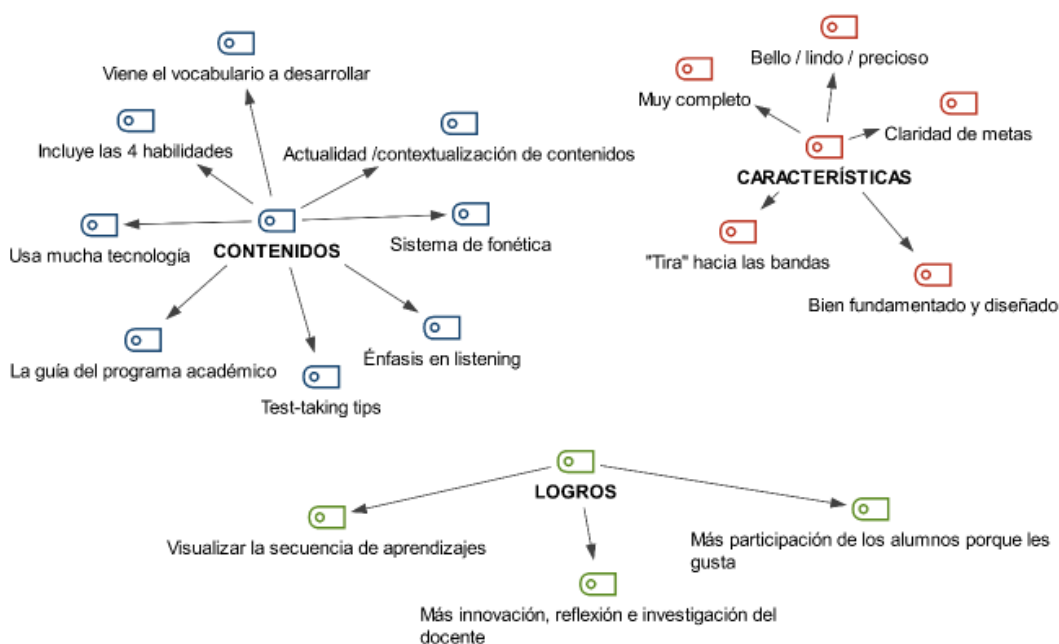 Viene el vocabulario a desarrollar
Incluye las 4 habilidades
Actualidad /contextualización de contenidos
Usa mucha tecnología
CONTENIDOS
Sistema de fonética
La guía del programa académico
Test-taking tips
Énfasis en listening
Bello / lindo / precioso
Muy completo
Claridad de metas
CARACTERÍSTICAS
"Tira" hacia las bandas
Bien fundamentado y diseñado
LOGROS
Visualizar la secuencia de aprendizajes
Más innovación, reflexión e investigación del
docente
Más participación de los alumnos porque les
gusta